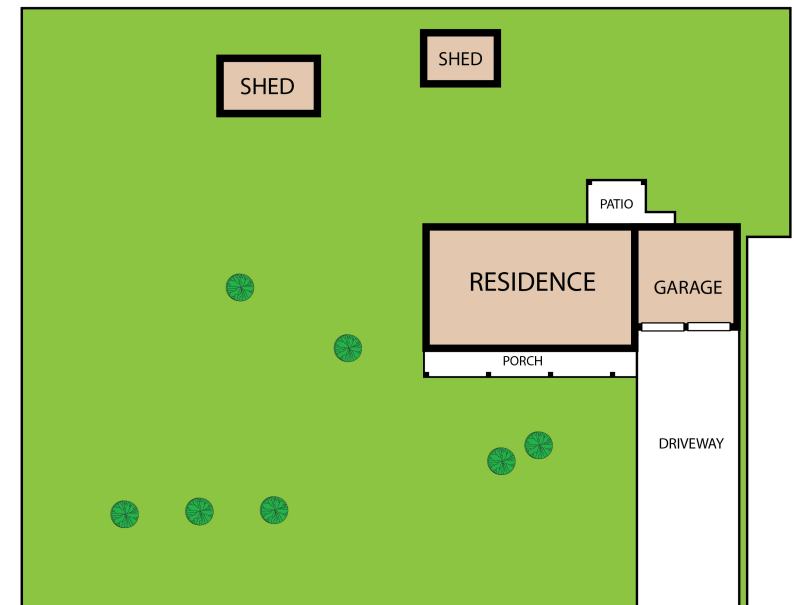 SHED
SHED
PATIO
RESIDENCE
GARAGE
PORCH
DRIVEWAY